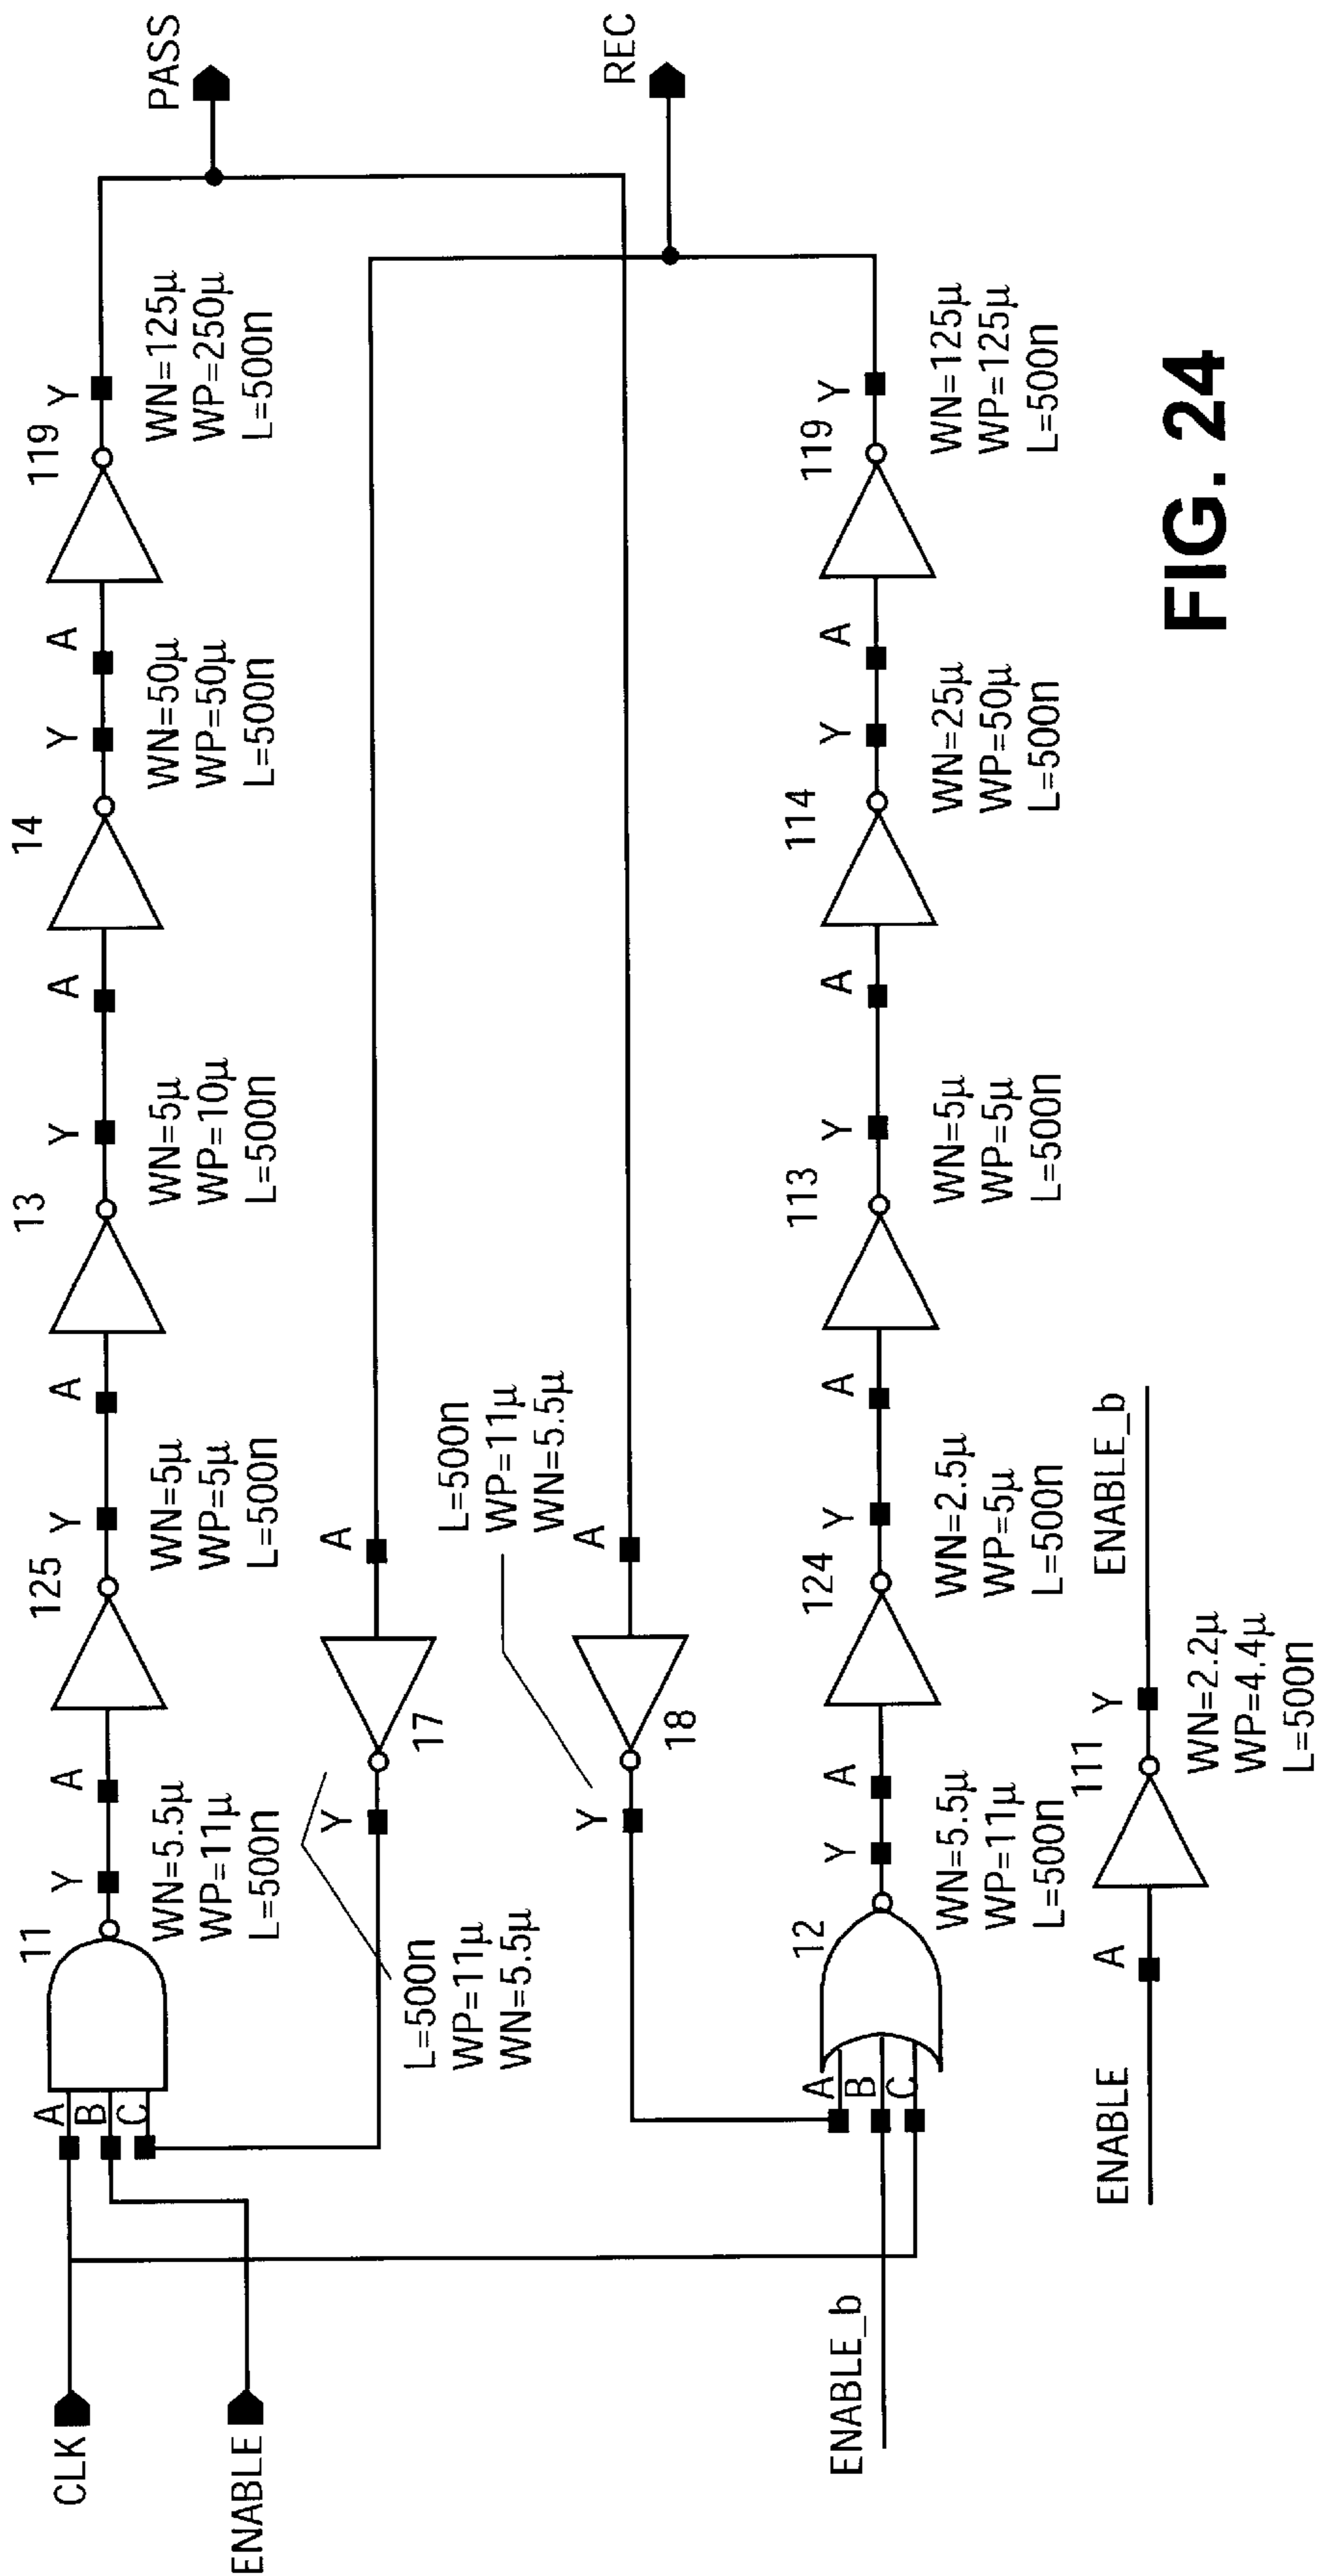 CLK
ENABLE
A
B
C
11
Y
WN=5.5µ
WP=11µ
L=500n
A
125
Y
WN=5µ
WP=5µ
L=500n
A
13
Y
WN=5µ
WP=10µ
L=500n
A
14
Y
WN=50µ
WP=50µ
L=500n
A
119
Y
WN=125µ
WP=250µ
L=500n
PASS
L=500n
WP=11µ
WN=5.5µ
Y
17
A
Y
18
A
L=500n
WP=11µ
WN=5.5µ
REC
ENABLE_b
A
B
C
12
Y
WN=5.5µ
WP=11µ
L=500n
A
124
Y
WN=2.5µ
WP=5µ
L=500n
A
113
Y
WN=5µ
WP=5µ
L=500n
A
114
Y
WN=25µ
WP=50µ
L=500n
A
119
Y
WN=125µ
WP=125µ
L=500n
ENABLE
A
111
Y
WN=2.2µ
WP=4.4µ
L=500n
ENABLE_b
FIG. 24